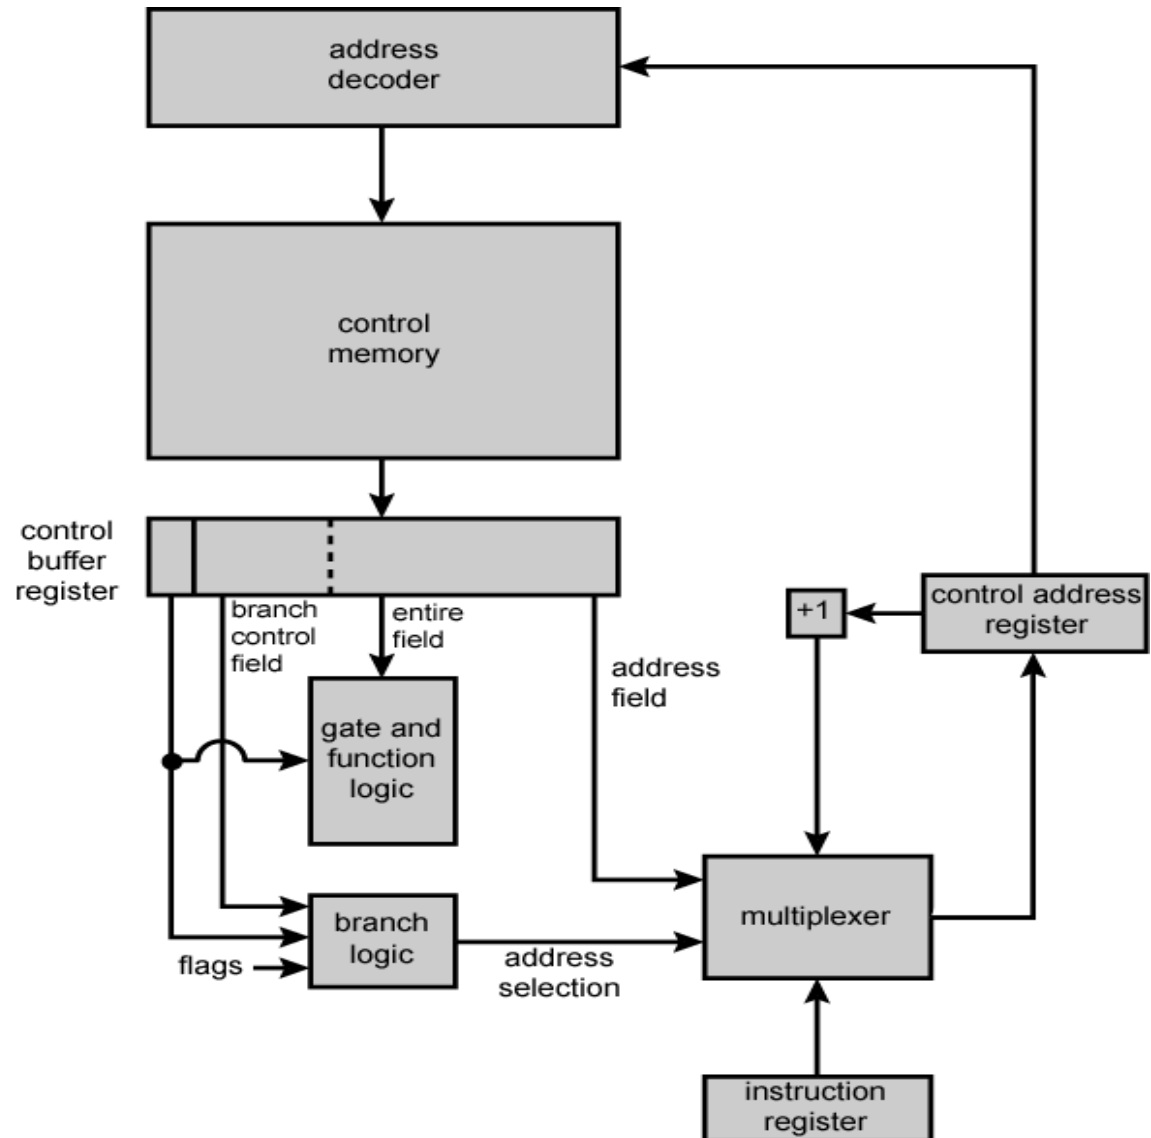 address
decoder
control
memory
control
buffer
register
branch
control
field
entire
field
address
field
+1
control address
register
gate and
function
logic
branch
logic
flags
address
selection
multiplexer
instruction
register